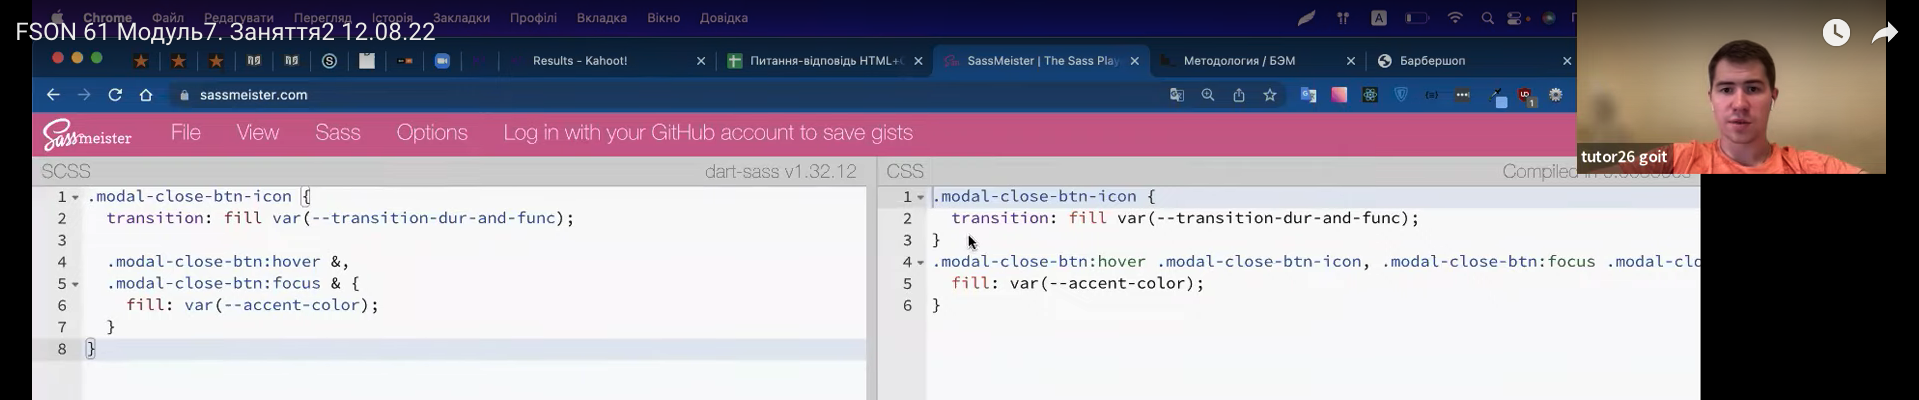 Chrome Файл Редагувати Перегляд Історія Закладки Профілі Вкладка Вікно Довідка
FSON 61 Модуль7. Заняття2 12.08.22
Results - Kahoot!
Питання-відповідь HTML+
SassMeister | The Sass Play
Методология / БЭМ
Барбершоп
sassmeister.com
Sassmeister File View Sass Options Log in with your GitHub account to save gists
tutor26 goit
SCSS dart-sass v1.32.12
1 .modal-close-btn-icon {
2 transition: fill var(--transition-dur-and-func);
3
4 .modal-close-btn:hover &,
5 .modal-close-btn:focus & {
6 fill: var(--accent-color);
7 }
8 }
CSS Compiled in
1 .modal-close-btn-icon {
2 transition: fill var(--transition-dur-and-func);
3 }
4 .modal-close-btn:hover .modal-close-btn-icon, .modal-close-btn:focus .modal-clo
5 fill: var(--accent-color);
6 }